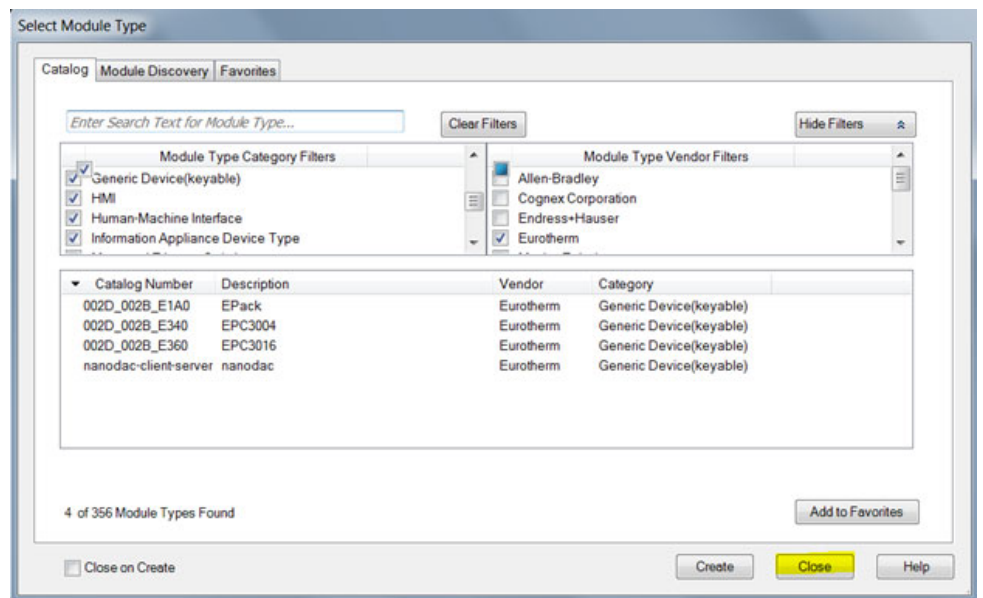 Select Module Type
Catalog Module Discovery Favorites
Enter Search Text for Module Type... Clear Filters Hide Filters
Module Type Category Filters Module Type Vendor Filters
Generic Device(keyable) Allen-Bradley
HMI Cognex Corporation
Human-Machine Interface Endress+Hauser
Information Appliance Device Type Eurotherm
Catalog Number Description Vendor Category
002D_002B_E1A0 EPack Eurotherm Generic Device(keyable)
002D_002B_E340 EPC3004 Eurotherm Generic Device(keyable)
002D_002B_E360 EPC3016 Eurotherm Generic Device(keyable)
nanodac-client-server nanodac Eurotherm Generic Device(keyable)
4 of 356 Module Types Found Add to Favorites
Close on Create Create Close Help